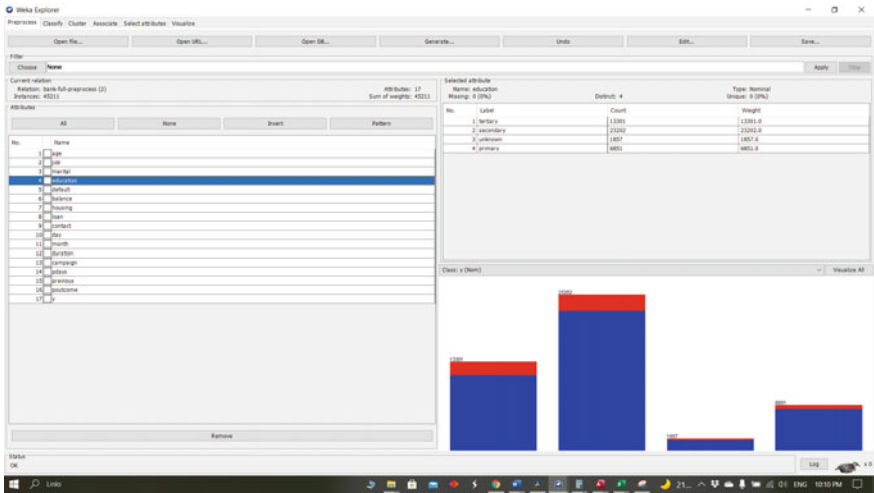 Weka Explorer
Preprocess Classify Cluster Associate Select attributes Visualize
Open file... Open URL... Open DB... Generate... Undo Edit... Save...
Filter
Choose None Apply Stop
Current relation
Relation: bank-full-preprocess (2) Attributes: 17
Instances: 45211 Sum of weights: 45211
Attributes
All None Invert Pattern
No. Name
1 age
2 job
3 marital
4 education
5 default
6 balance
7 housing
8 loan
9 contact
10 day
11 month
12 duration
13 campaign
14 pdays
15 previous
16 poutcome
17 y
Remove
Selected attribute
Name: education Type: Nominal
Missing: 0 (0%) Distinct: 4 Unique: 0 (0%)
No. Label Count Weight
1 tertiary 13301 13301.0
2 secondary 23202 23202.0
3 unknown 1857 1857.0
4 primary 6851 6851.0
Class: y (Nom) Visualize All
23202
13301
6851
1857
Status
OK Log x 0
Links 21... ENG 10:10 PM